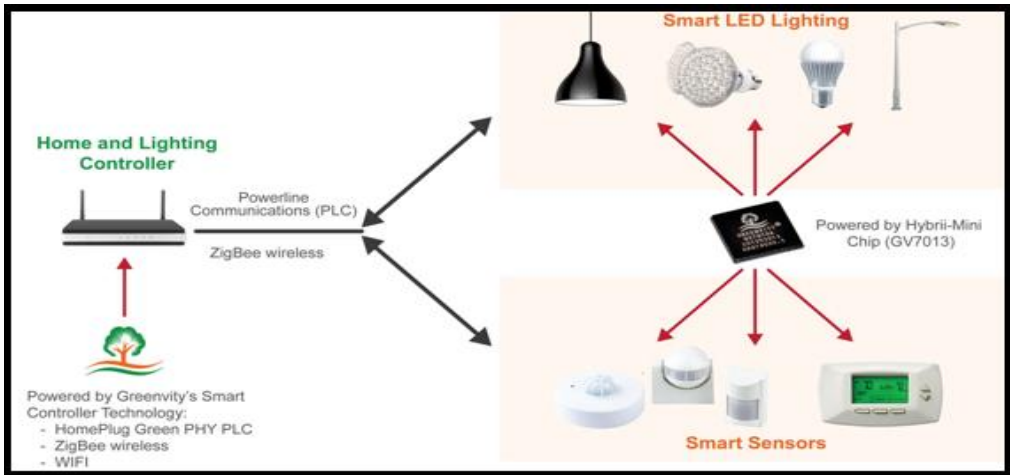 Smart LED Lighting
Home and Lighting
Controller
Powerline
Communications (PLC)
ZigBee wireless
Powered by Hybrii-Mini
Chip (GV7013)
Powered by Greenvity's Smart
Controller Technology:
- HomePlug Green PHY PLC
- ZigBee wireless
- WIFI
Smart Sensors